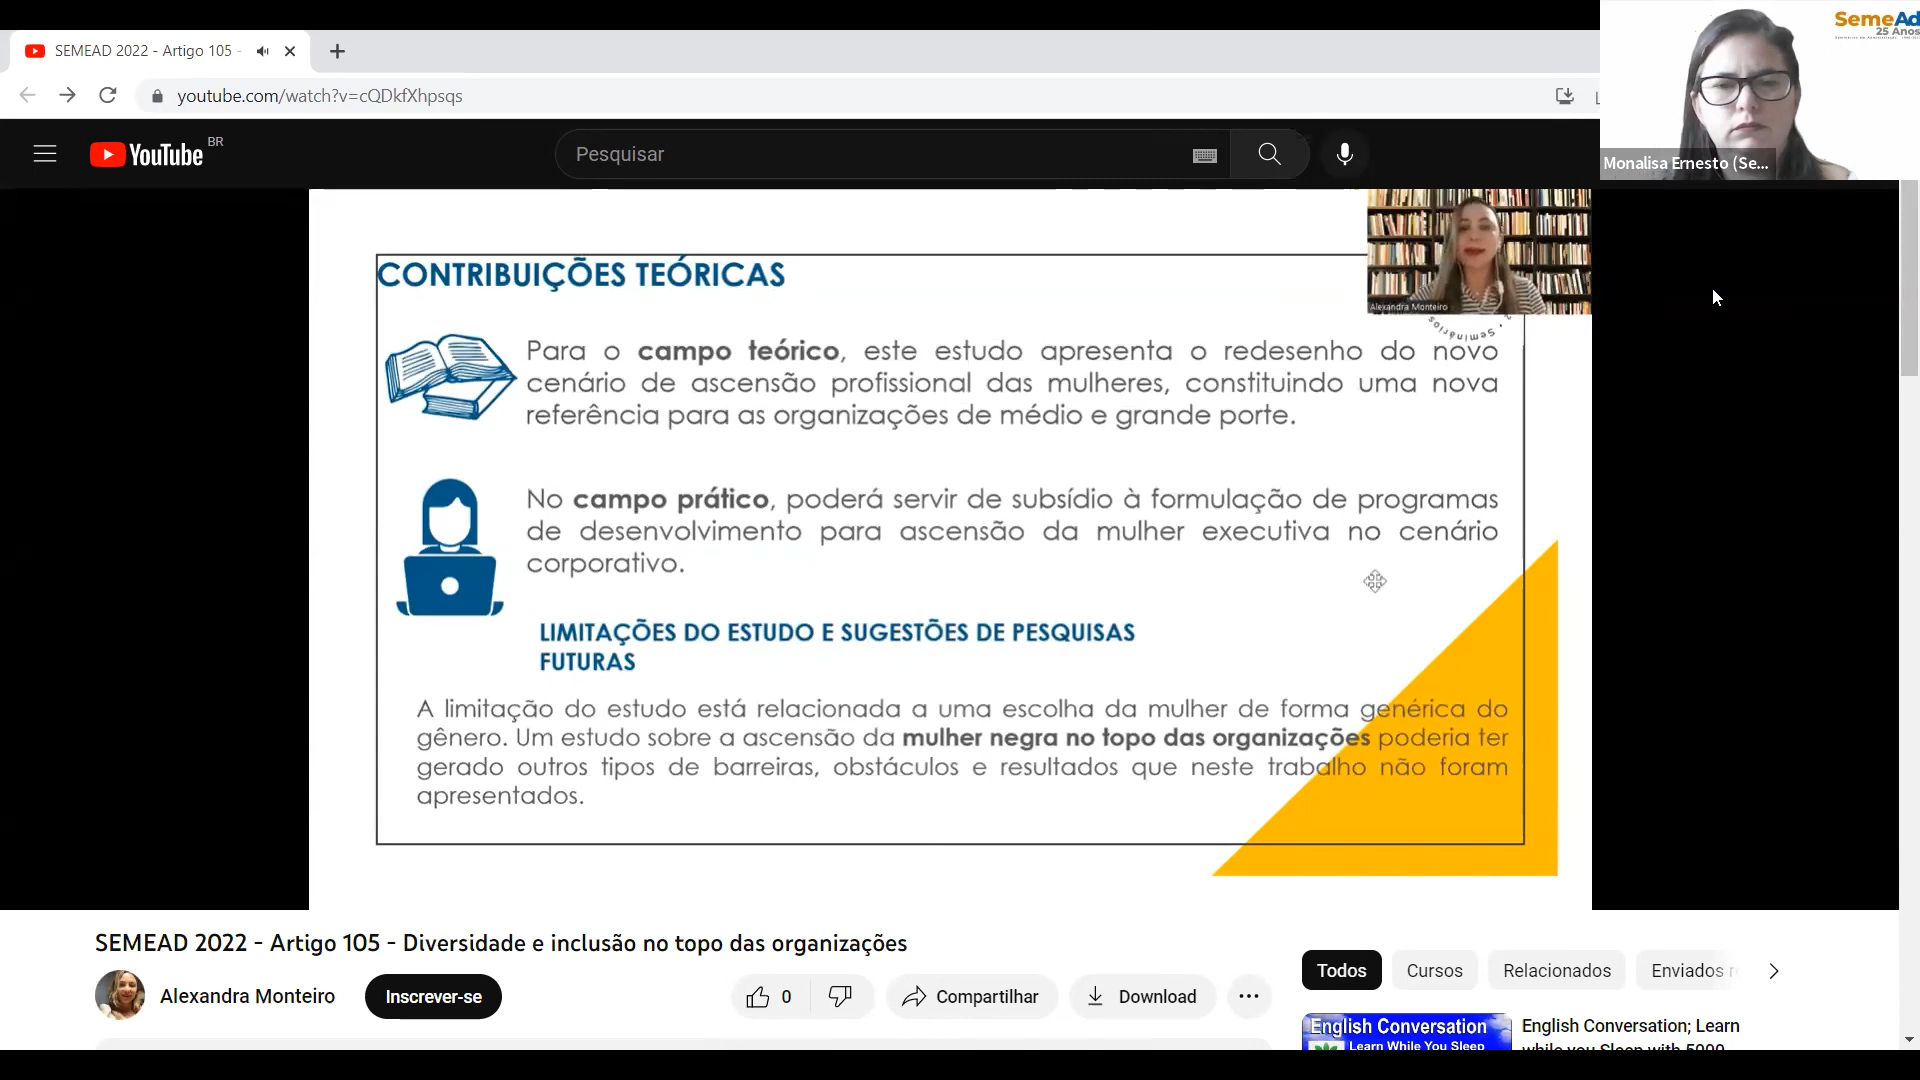 SEMEAD 2022 - Artigo 105 -
youtube.com/watch?v=cQDkfXhpsqs
SemeAd
25 Anos
Monalisa Ernesto (Se...
YouTube
BR
Pesquisar
Alexandra Monteiro
Seminários
CONTRIBUIÇÕES TEÓRICAS
Para o campo teórico, este estudo apresenta o redesenho do novo
cenário de ascensão profissional das mulheres, constituindo uma nova
referência para as organizações de médio e grande porte.
No campo prático, poderá servir de subsídio à formulação de programas
de desenvolvimento para ascensão da mulher executiva no cenário
corporativo.
LIMITAÇÕES DO ESTUDO E SUGESTÕES DE PESQUISAS
FUTURAS
A limitação do estudo está relacionada a uma escolha da mulher de forma genérica do
gênero. Um estudo sobre a ascensão da mulher negra no topo das organizações poderia ter
gerado outros tipos de barreiras, obstáculos e resultados que neste trabalho não foram
apresentados.
SEMEAD 2022 - Artigo 105 - Diversidade e inclusão no topo das organizações
Alexandra Monteiro
Inscrever-se
0
Compartilhar
Download
Todos
Cursos
Relacionados
Enviados
English Conversation
Learn While You Sleep
English Conversation; Learn
while you Sleep with 5000